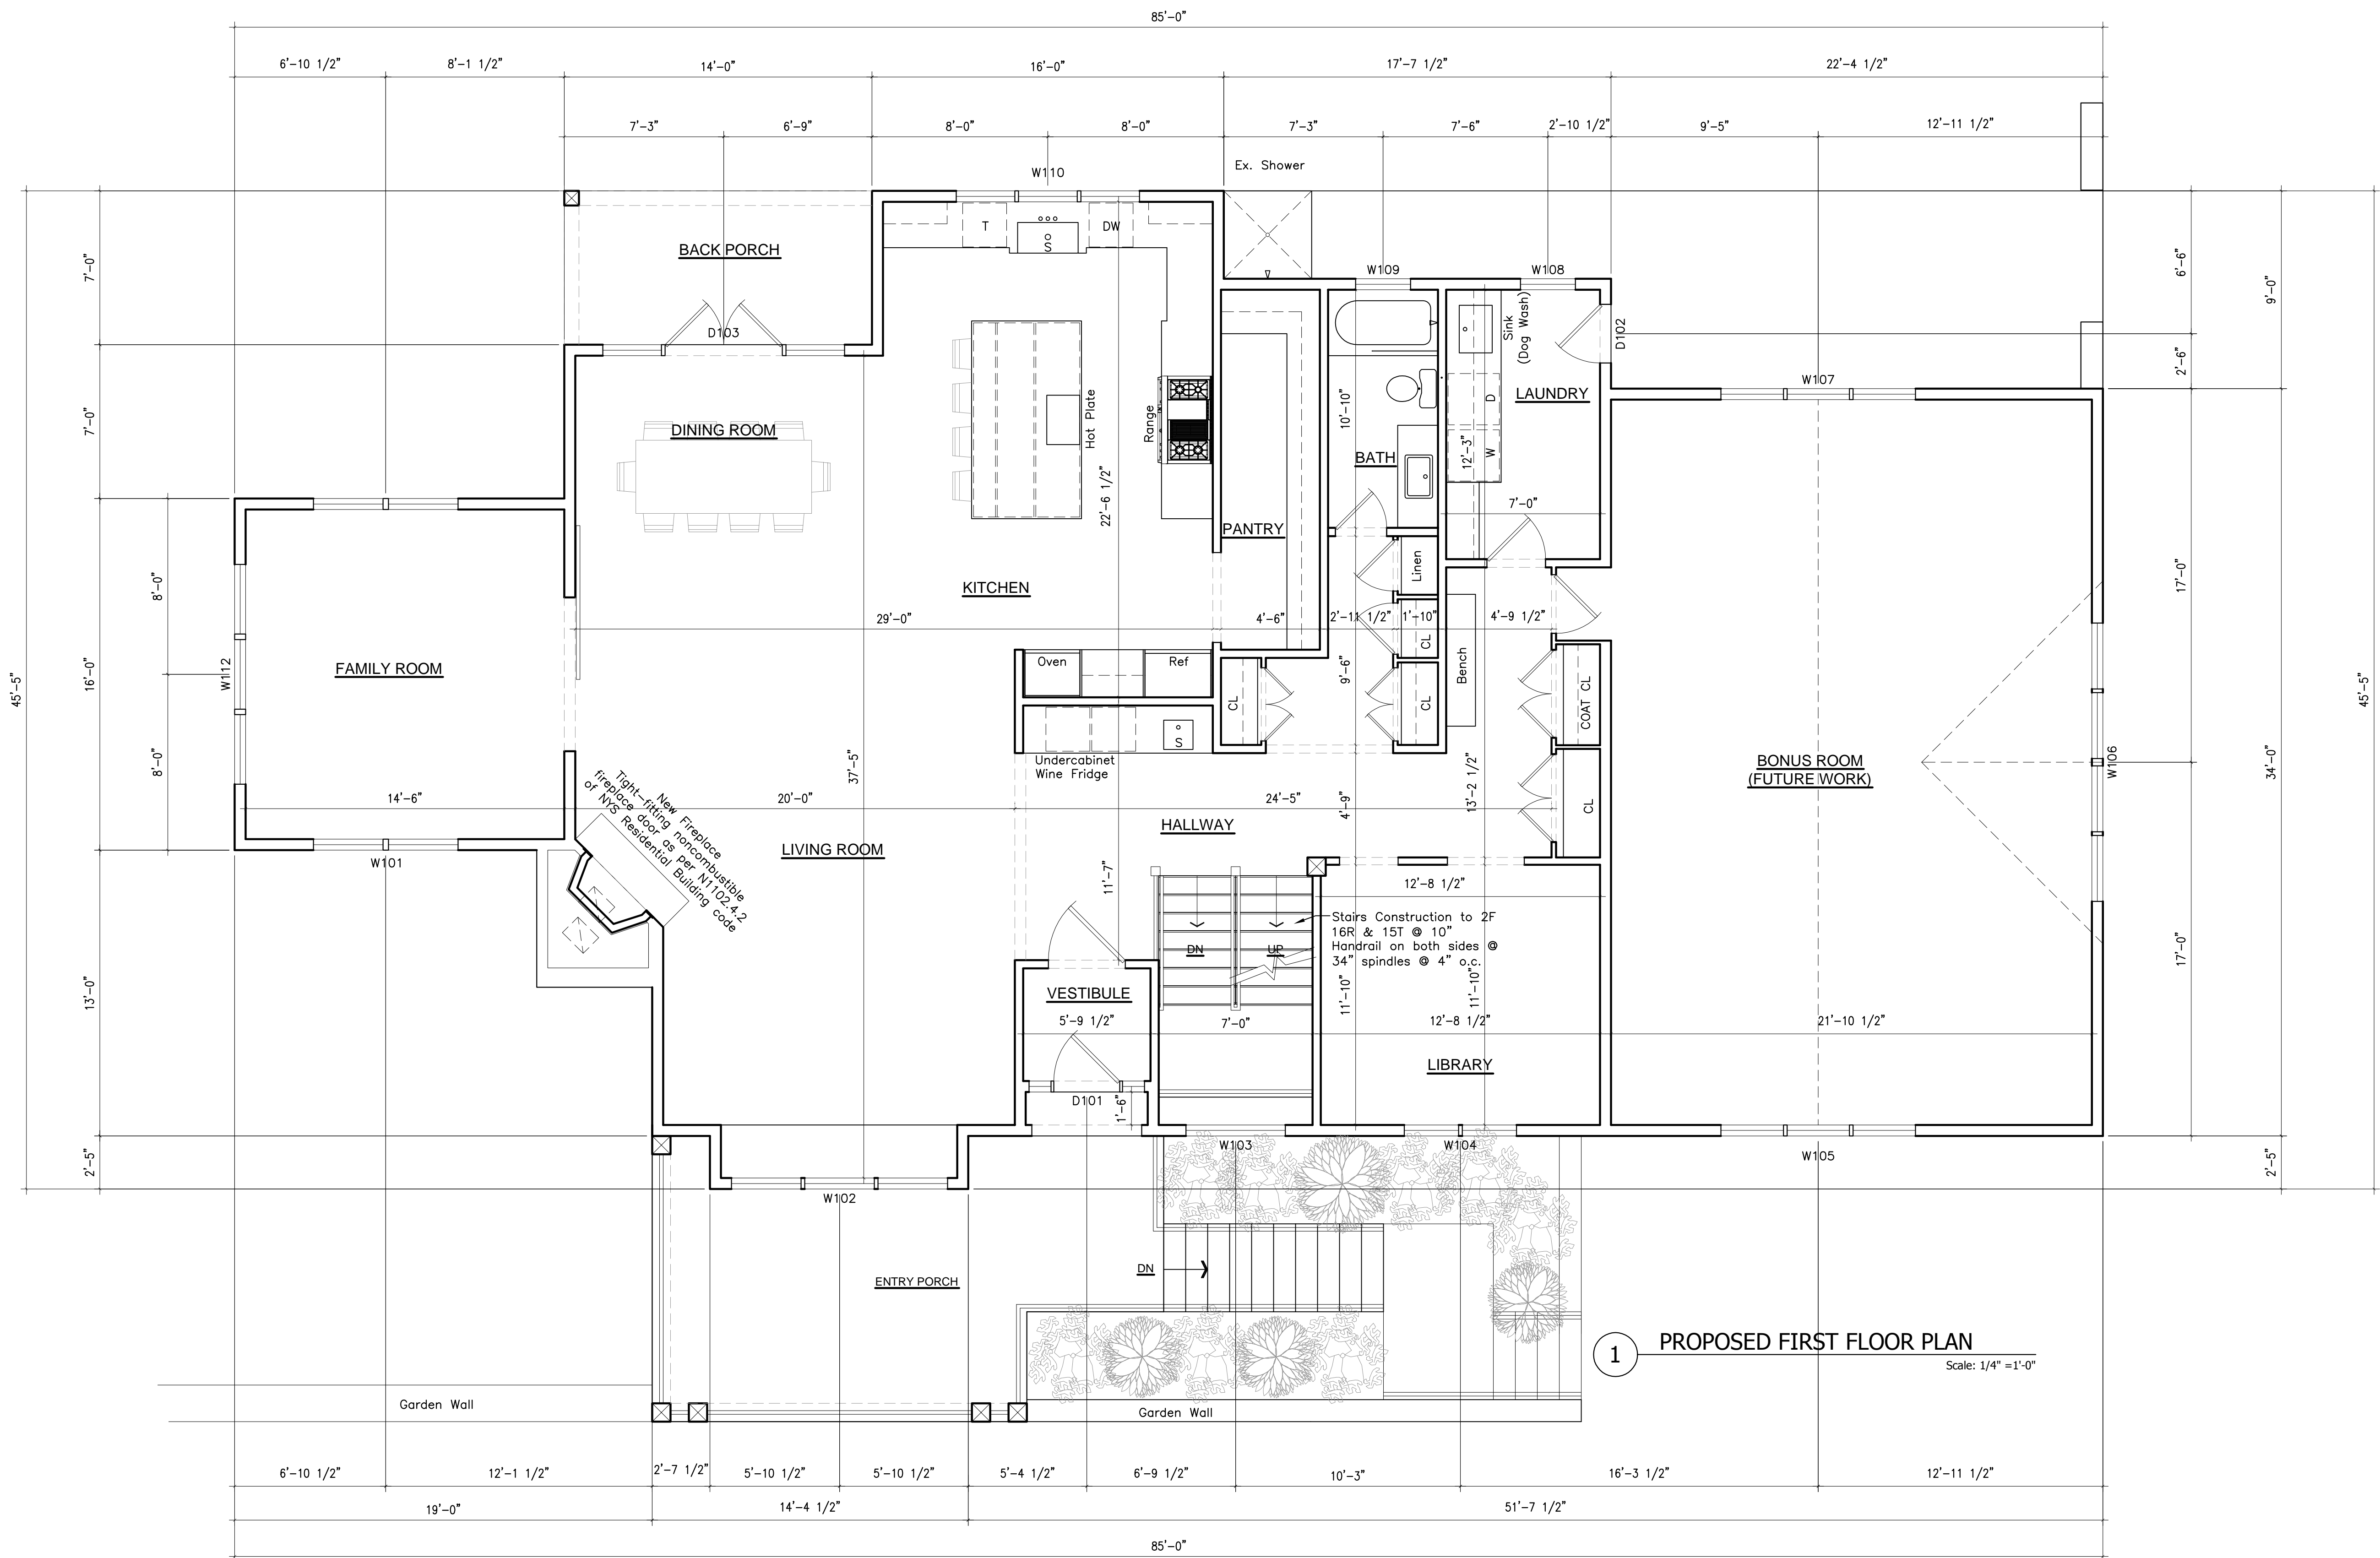 85'-0"
6'-10 1/2"
8'-1 1/2"
14'-0"
16'-0"
17'-7 1/2"
22'-4 1/2"
7'-3"
6'-9"
8'-0"
8'-0"
7'-3"
7'-6"
2'-10 1/2"
9'-5"
12'-11 1/2"
Ex. Shower
W110
T
S
DW
BACK PORCH
D103
W109
W108
W107
7'-0"
7'-0"
6'-6"
2'-6"
9'-0"
Sink
(Dog Wash)
D102
LAUNDRY
DINING ROOM
Hot Plate
Range
22'-6 1/2"
10'-10"
BATH
12'-3"
D
W
7'-0"
PANTRY
Linen
KITCHEN
29'-0"
4'-6"
2'-11 1/2"
1'-10"
4'-9 1/2"
CL
8'-0"
16'-0"
45'-5"
W112
8'-0"
FAMILY ROOM
Oven
Ref
CL
9'-6"
CL
Bench
COAT CL
17'-0"
34'-0"
45'-5"
S
Undercabinet
Wine Fridge
BONUS ROOM
(FUTURE WORK)
W106
37'-5"
14'-6"
20'-0"
24'-5"
4'-9"
13'-2 1/2"
CL
New Fireplace
Tight-fitting noncombustible
fireplace door as per N1102.4.2
of NYS Residential Building code
HALLWAY
LIVING ROOM
W101
11'-7"
12'-8 1/2"
Stairs Construction to 2F
16R & 15T @ 10"
Handrail on both sides @
34" spindles @ 4" o.c.
DN
UP
17'-0"
13'-0"
VESTIBULE
11'-10"
11'-10"
5'-9 1/2"
7'-0"
12'-8 1/2"
21'-10 1/2"
LIBRARY
D101
1'-6"
2'-5"
W102
W103
W104
W105
2'-5"
DN
ENTRY PORCH
1
PROPOSED FIRST FLOOR PLAN
Scale: 1/4" =1'-0"
Garden Wall
Garden Wall
6'-10 1/2"
12'-1 1/2"
2'-7 1/2"
5'-10 1/2"
5'-10 1/2"
5'-4 1/2"
6'-9 1/2"
10'-3"
16'-3 1/2"
12'-11 1/2"
19'-0"
14'-4 1/2"
51'-7 1/2"
85'-0"